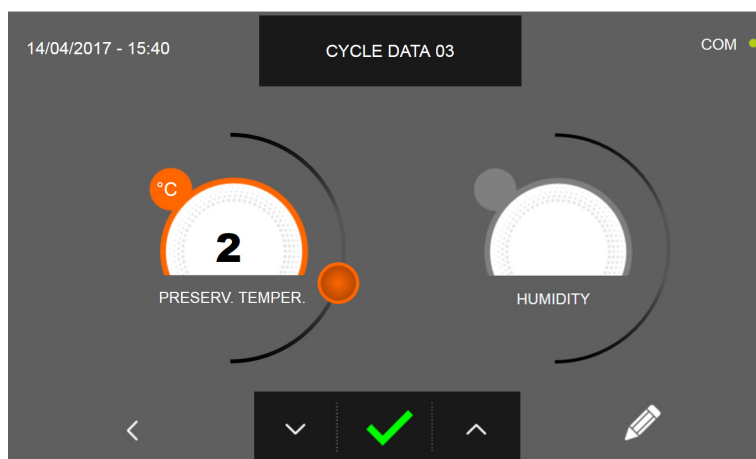 14/04/2017 - 15:40
CYCLE DATA 03
COM
°C
2
PRESERV. TEMPER.
HUMIDITY